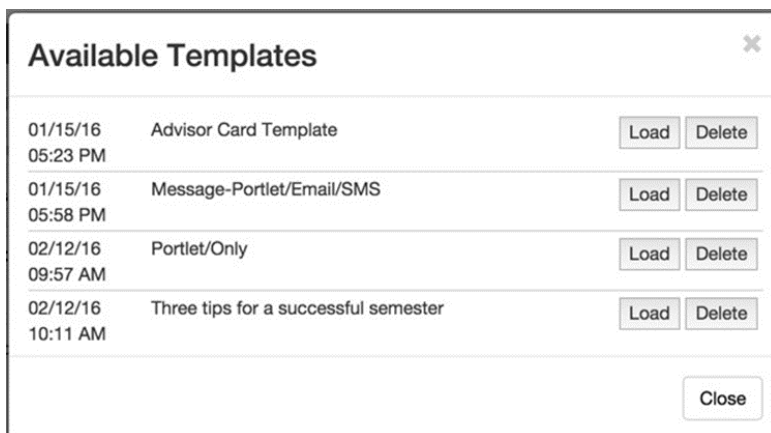 Available Templates
01/15/16 Advisor Card Template Load Delete
05:23 PM
01/15/16 Message-Portlet/Email/SMS Load Delete
05:58 PM
02/12/16 Portlet/Only Load Delete
09:57 AM
02/12/16 Three tips for a successful semester Load Delete
10:11 AM
Close